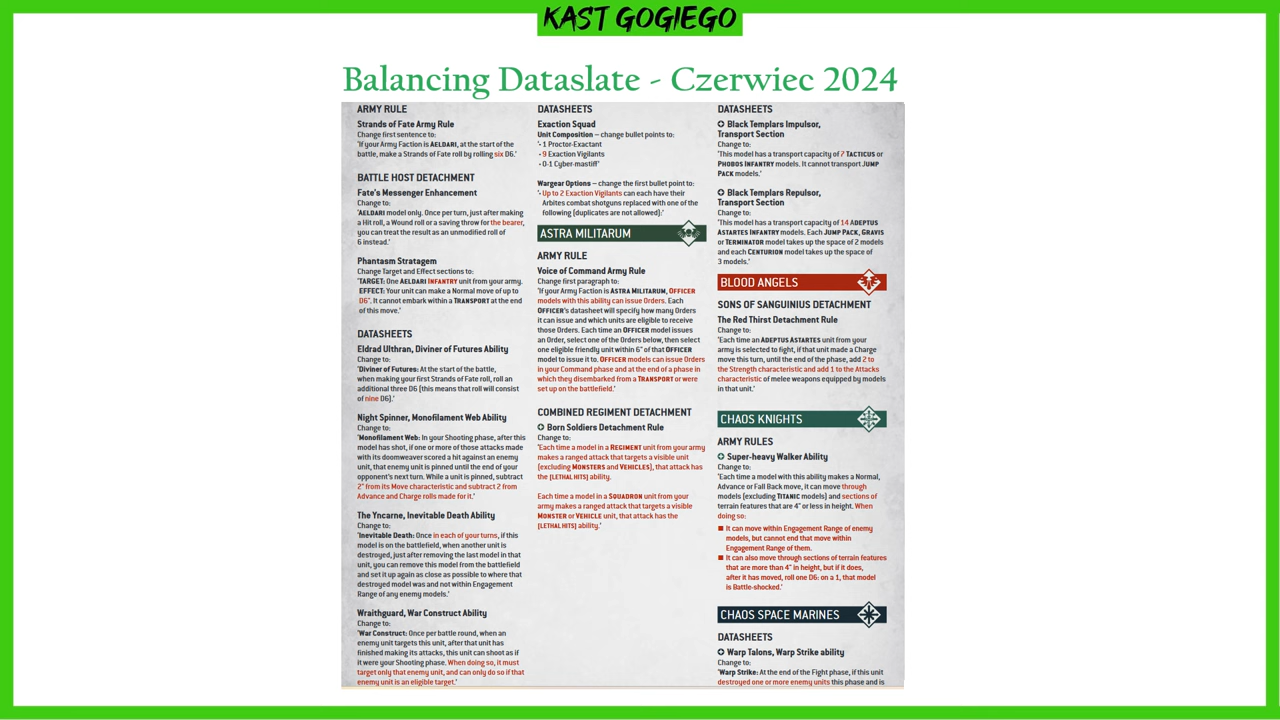 KAST GOGIEGO
Balancing Dataslate - Czerwiec 2024
ARMY RULE
Strands of Fate Army Rule
Change first sentence to:
'If your Army Faction is AELDARI, at the start of the
battle, make a Strands of Fate roll by rolling six D6.'
BATTLE HOST DETACHMENT
Fate's Messenger Enhancement
Change to:
'AELDARI model only. Once per turn, just after making
a Hit roll, a Wound roll or a saving throw for the bearer,
you can treat the result as an unmodified roll of
6 instead.'
Phantasm Stratagem
Change Target and Effect sections to:
'TARGET: One AELDARI INFANTRY unit from your army.
EFFECT: Your unit can make a Normal move of up to
D6". It cannot embark within a TRANSPORT at the end
of this move.'
DATASHEETS
Eldrad Ulthran, Diviner of Futures Ability
Change to:
'Diviner of Futures: At the start of the battle,
when making your first Strands of Fate roll, roll an
additional three D6 (this means that roll will consist
of nine D6).'
Night Spinner, Monofilament Web Ability
Change to:
'Monofilament Web: In your Shooting phase, after this
model has shot, if one or more of those attacks made
with its doomweaver scored a hit against an enemy
unit, that enemy unit is pinned until the end of your
opponent's next turn. While a unit is pinned, subtract
2" from its Move characteristic and subtract 2 from
Advance and Charge rolls made for it.'
The Yncarne, Inevitable Death Ability
Change to:
'Inevitable Death: Once in each of your turns, if this
model is on the battlefield, when another unit is
destroyed, just after removing the last model in that
unit, you can remove this model from the battlefield
and set it up again as close as possible to where that
destroyed model was and not within Engagement
Range of any enemy models.'
Wraithguard, War Construct Ability
Change to:
'War Construct: Once per battle round, when an
enemy unit targets this unit, after that unit has
finished making its attacks, this unit can shoot as if
it were your Shooting phase. When doing so, it must
target only that enemy unit, and can only do so if that
enemy unit is an eligible target.'
DATASHEETS
Exaction Squad
Unit Composition – change bullet points to:
'• 1 Proctor-Exactant
• 9 Exaction Vigilants
• 0-1 Cyber-mastiff'
Wargear Options – change the first bullet point to:
'• Up to 2 Exaction Vigilants can each have their
Arbites combat shotguns replaced with one of the
following (duplicates are not allowed):'
ASTRA MILITARUM
ARMY RULE
Voice of Command Army Rule
Change first paragraph to:
'If your Army Faction is ASTRA MILITARUM, OFFICER
models with this ability can issue Orders. Each
OFFICER's datasheet will specify how many Orders
it can issue and which units are eligible to receive
those Orders. Each time an OFFICER model issues
an Order, select one of the Orders below, then select
one eligible friendly unit within 6" of that OFFICER
model to issue it to. OFFICER models can issue Orders
in your Command phase and at the end of a phase in
which they disembarked from a TRANSPORT or were
set up on the battlefield.'
COMBINED REGIMENT DETACHMENT
Born Soldiers Detachment Rule
Change to:
'Each time a model in a REGIMENT unit from your army
makes a ranged attack that targets a visible unit
(excluding MONSTERS and VEHICLES), that attack has
the [LETHAL HITS] ability.
Each time a model in a SQUADRON unit from your
army makes a ranged attack that targets a visible
MONSTER or VEHICLE unit, that attack has the
[LETHAL HITS] ability.'
DATASHEETS
Black Templars Impulsor,
Transport Section
Change to:
'This model has a transport capacity of 7 TACTICUS or
PHOBOS INFANTRY models. It cannot transport JUMP
PACK models.'
Black Templars Repulsor,
Transport Section
Change to:
'This model has a transport capacity of 14 ADEPTUS
ASTARTES INFANTRY models. Each JUMP PACK, GRAVIS
or TERMINATOR model takes up the space of 2 models
and each CENTURION model takes up the space of
3 models.'
BLOOD ANGELS
SONS OF SANGUINIUS DETACHMENT
The Red Thirst Detachment Rule
Change to:
'Each time an ADEPTUS ASTARTES unit from your
army is selected to fight, if that unit made a Charge
move this turn, until the end of the phase, add 2 to
the Strength characteristic and add 1 to the Attacks
characteristic of melee weapons equipped by models
in that unit.'
CHAOS KNIGHTS
ARMY RULES
Super-heavy Walker Ability
Change to:
'Each time a model with this ability makes a Normal,
Advance or Fall Back move, it can move through
models (excluding TITANIC models) and sections of
terrain features that are 4" or less in height. When
doing so:
■ It can move within Engagement Range of enemy
models, but cannot end that move within
Engagement Range of them.
■ It can also move through sections of terrain features
that are more than 4" in height, but if it does,
after it has moved, roll one D6: on a 1, that model
is Battle-shocked.'
CHAOS SPACE MARINES
DATASHEETS
Warp Talons, Warp Strike ability
Change to:
'Warp Strike: At the end of the Fight phase, if this unit
destroyed one or more enemy units this phase and is